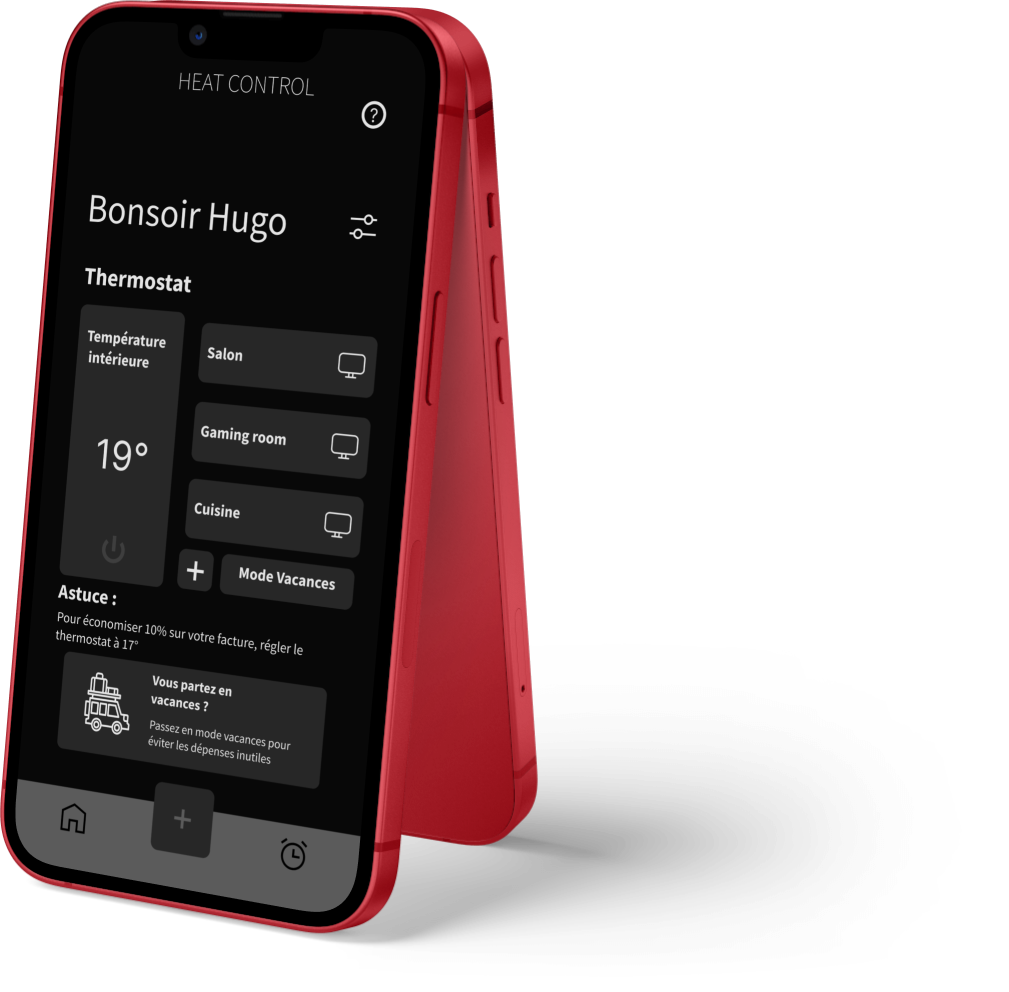 HEAT CONTROL
?
Bonsoir Hugo
Thermostat
Température
intérieure
19°
Salon
Gaming room
Cuisine
+
Mode Vacances
Astuce :
Pour économiser 10% sur votre facture, régler le
thermostat à 17°
Vous partez en
vacances ?
Passez en mode vacances pour
éviter les dépenses inutiles
+